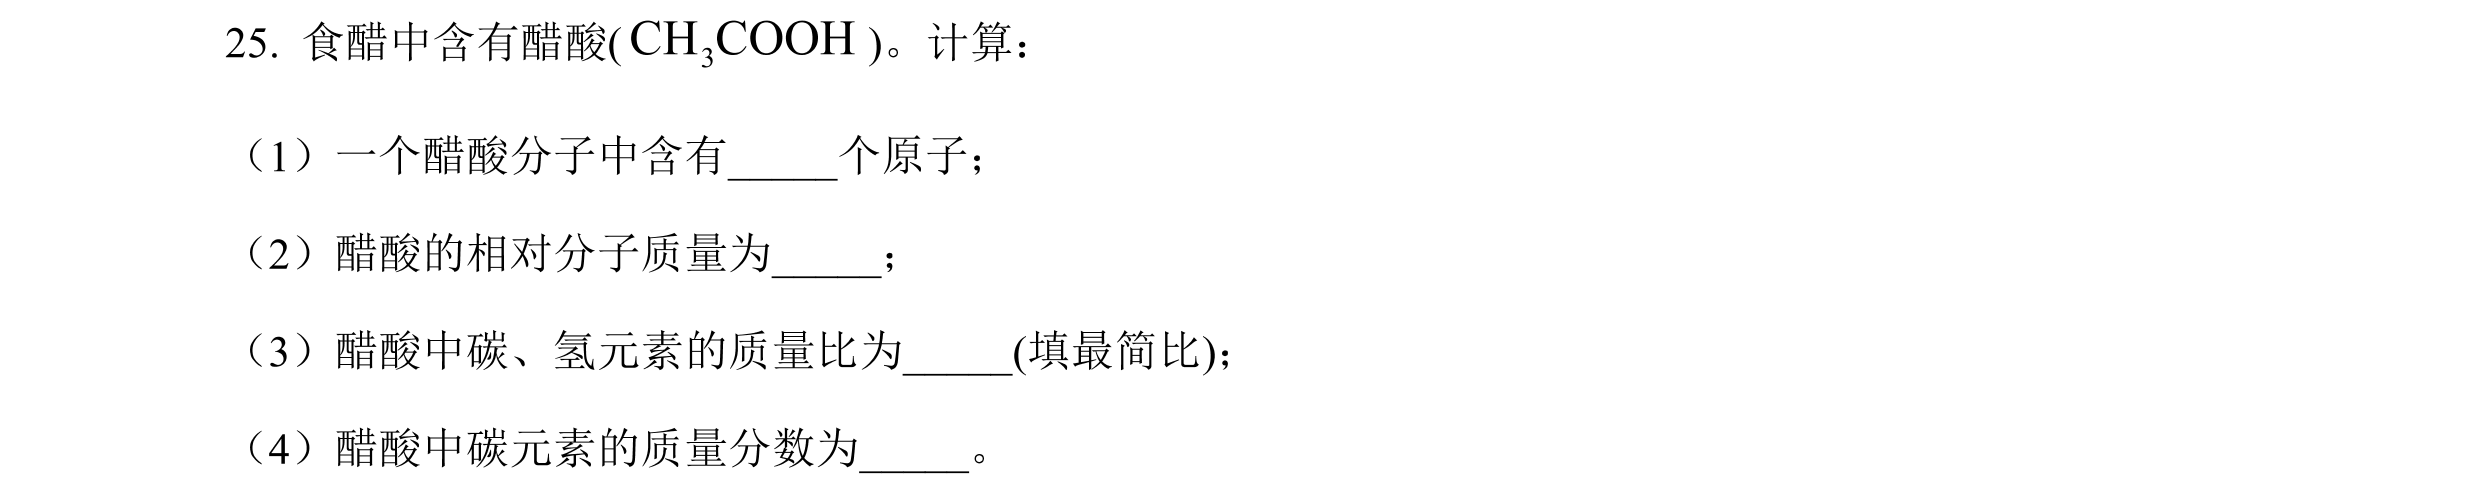 25. 食醋中含有醋酸(CH₃COOH)。计算：
（1）一个醋酸分子中含有_____个原子；
（2）醋酸的相对分子质量为_____；
（3）醋酸中碳、氢元素的质量比为_____(填最简比)；
（4）醋酸中碳元素的质量分数为_____。